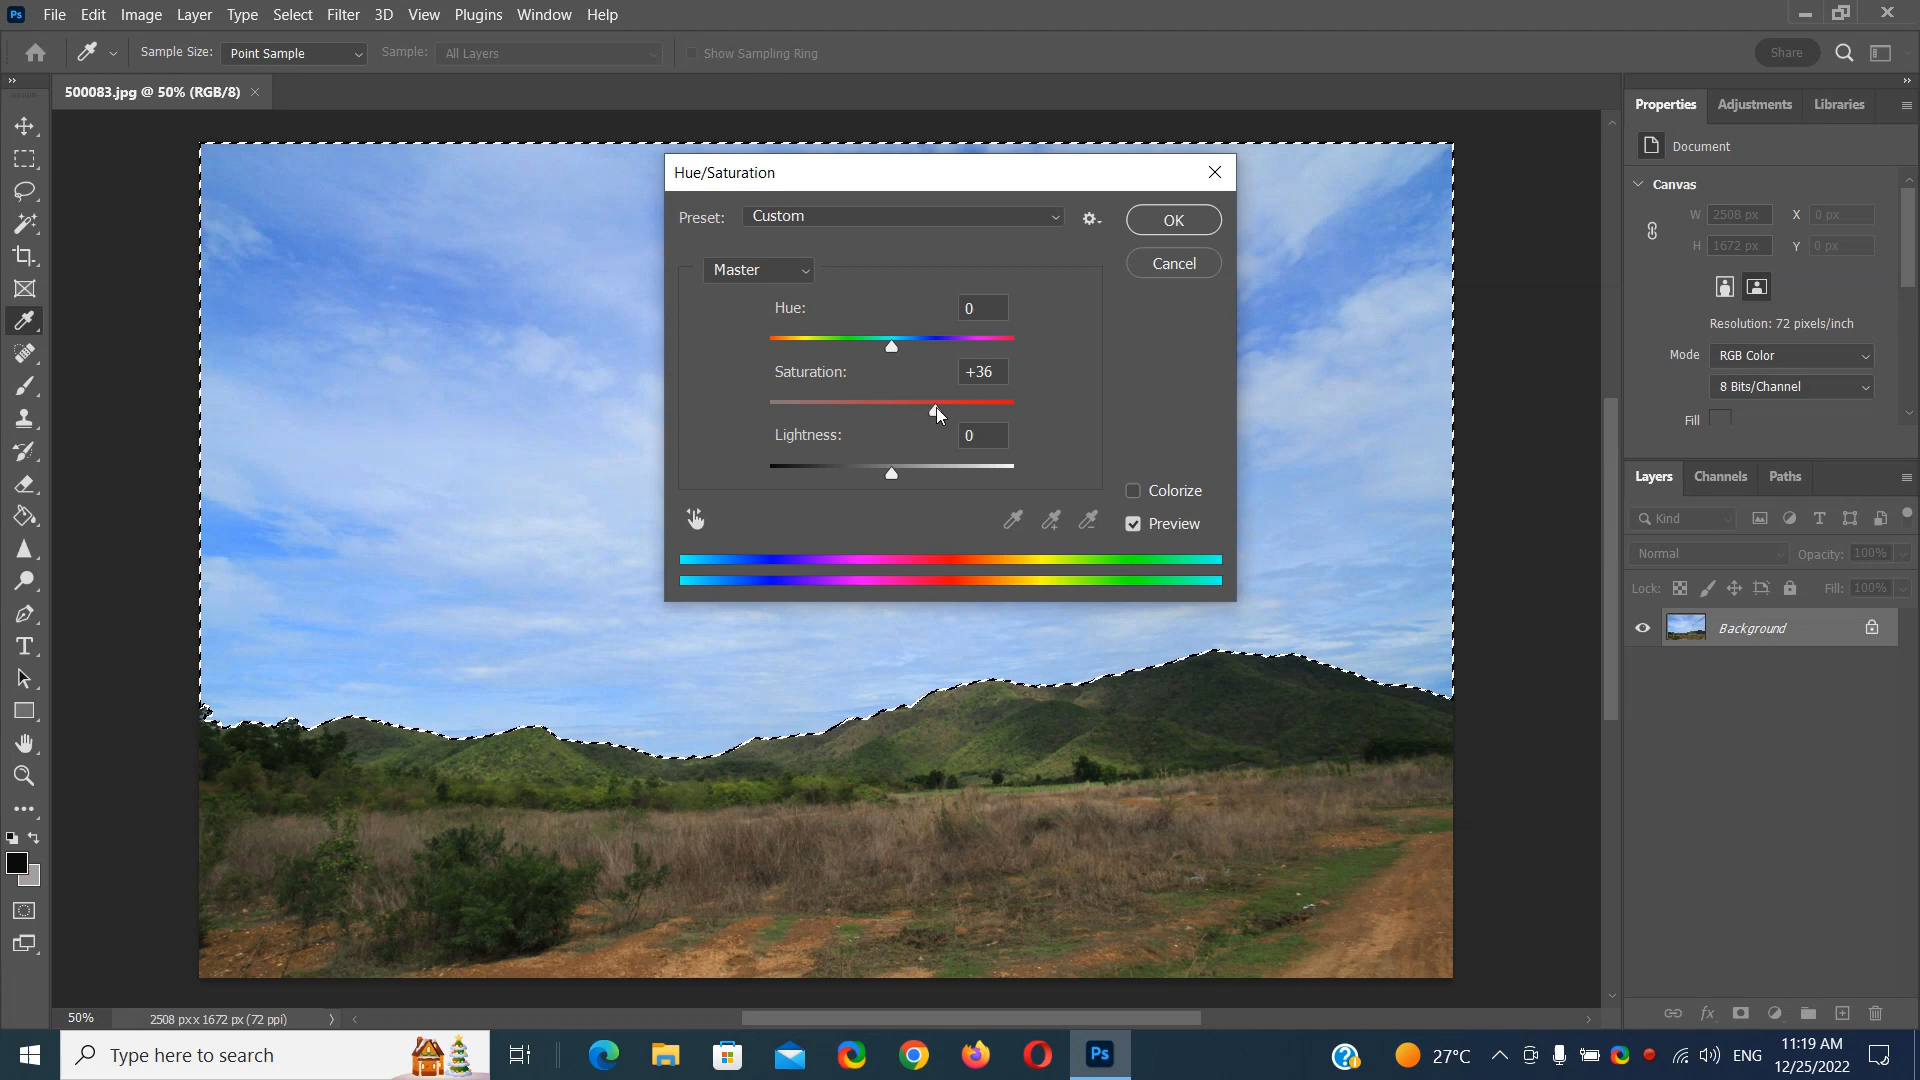 Ps File Edit Image Layer Type Select Filter 3D View Plugins Window Help
Sample Size: Point Sample Sample: All Layers Show Sampling Ring Share
500083.jpg @ 50% (RGB/8)
Properties Adjustments Libraries
Document
Canvas
W 2508 px X 0 px
H 1672 px Y 0 px
Resolution: 72 pixels/inch
Mode RGB Color
8 Bits/Channel
Fill
Hue/Saturation
Preset: Custom OK
Cancel
Master
Hue: 0
Saturation: +36
Lightness: 0
Colorize
Preview
Layers Channels Paths
Kind
Normal Opacity: 100%
Lock: Fill: 100%
Background
50% 2508 px x 1672 px (72 ppi)
Type here to search Ps 27°C ENG 11:19 AM
12/25/2022